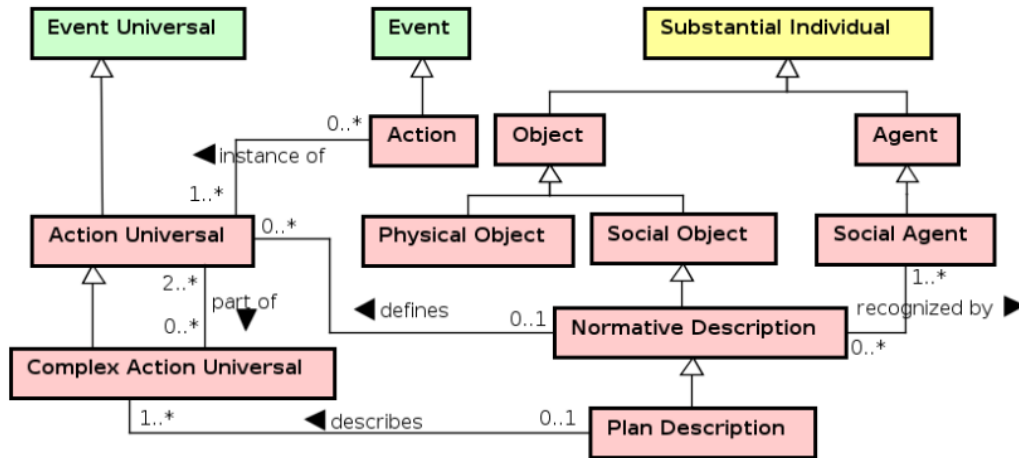 Event Universal
Event
Substantial Individual
0..*
Action
Object
Agent
instance of
1..*
Action Universal
0..*
Physical Object
Social Object
Social Agent
2..*
part of
0..*
defines
0..1
Normative Description
1..*
recognized by
0..*
Complex Action Universal
1..*
describes
0..1
Plan Description